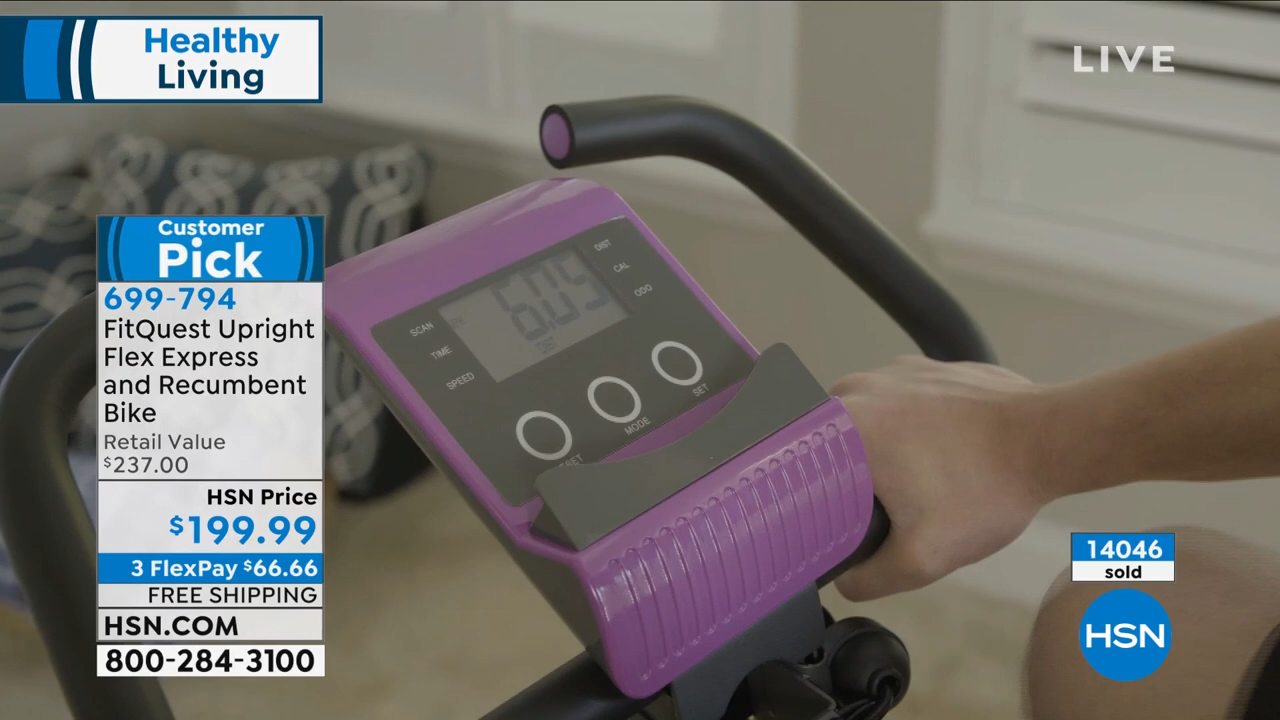 Healthy
Living
LIVE
Customer
Pick
699-794
FitQuest Upright
Flex Express
and Recumbent
Bike
Retail Value
$237.00
HSN Price
$199.99
3 FlexPay $66.66
FREE SHIPPING
HSN.COM
800-284-3100
SCAN
TIME
SPEED
6:05
DIST
CAL
ODO
MODE
SET
14046
sold
HSN